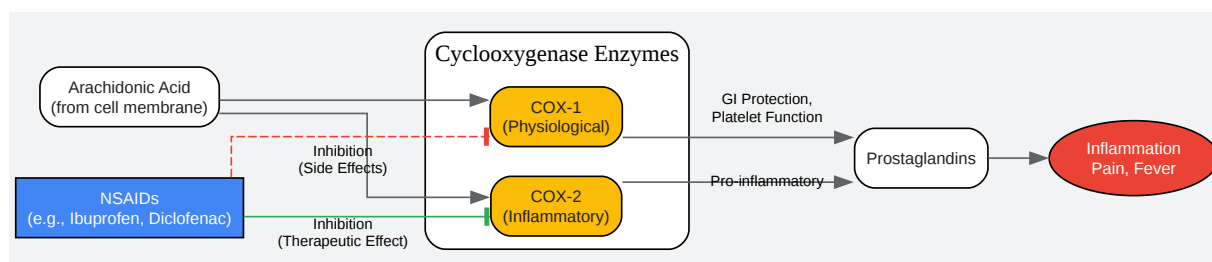 Cyclooxygenase Enzymes
Arachidonic Acid
(from cell membrane)
COX-1
(Physiological)
GI Protection,
Platelet Function
Inhibition
(Side Effects)
Prostaglandins
Inflammation
Pain, Fever
NSAIDs
(e.g., Ibuprofen, Diclofenac)
COX-2
(Inflammatory)
Pro-inflammatory
Inhibition
(Therapeutic Effect)